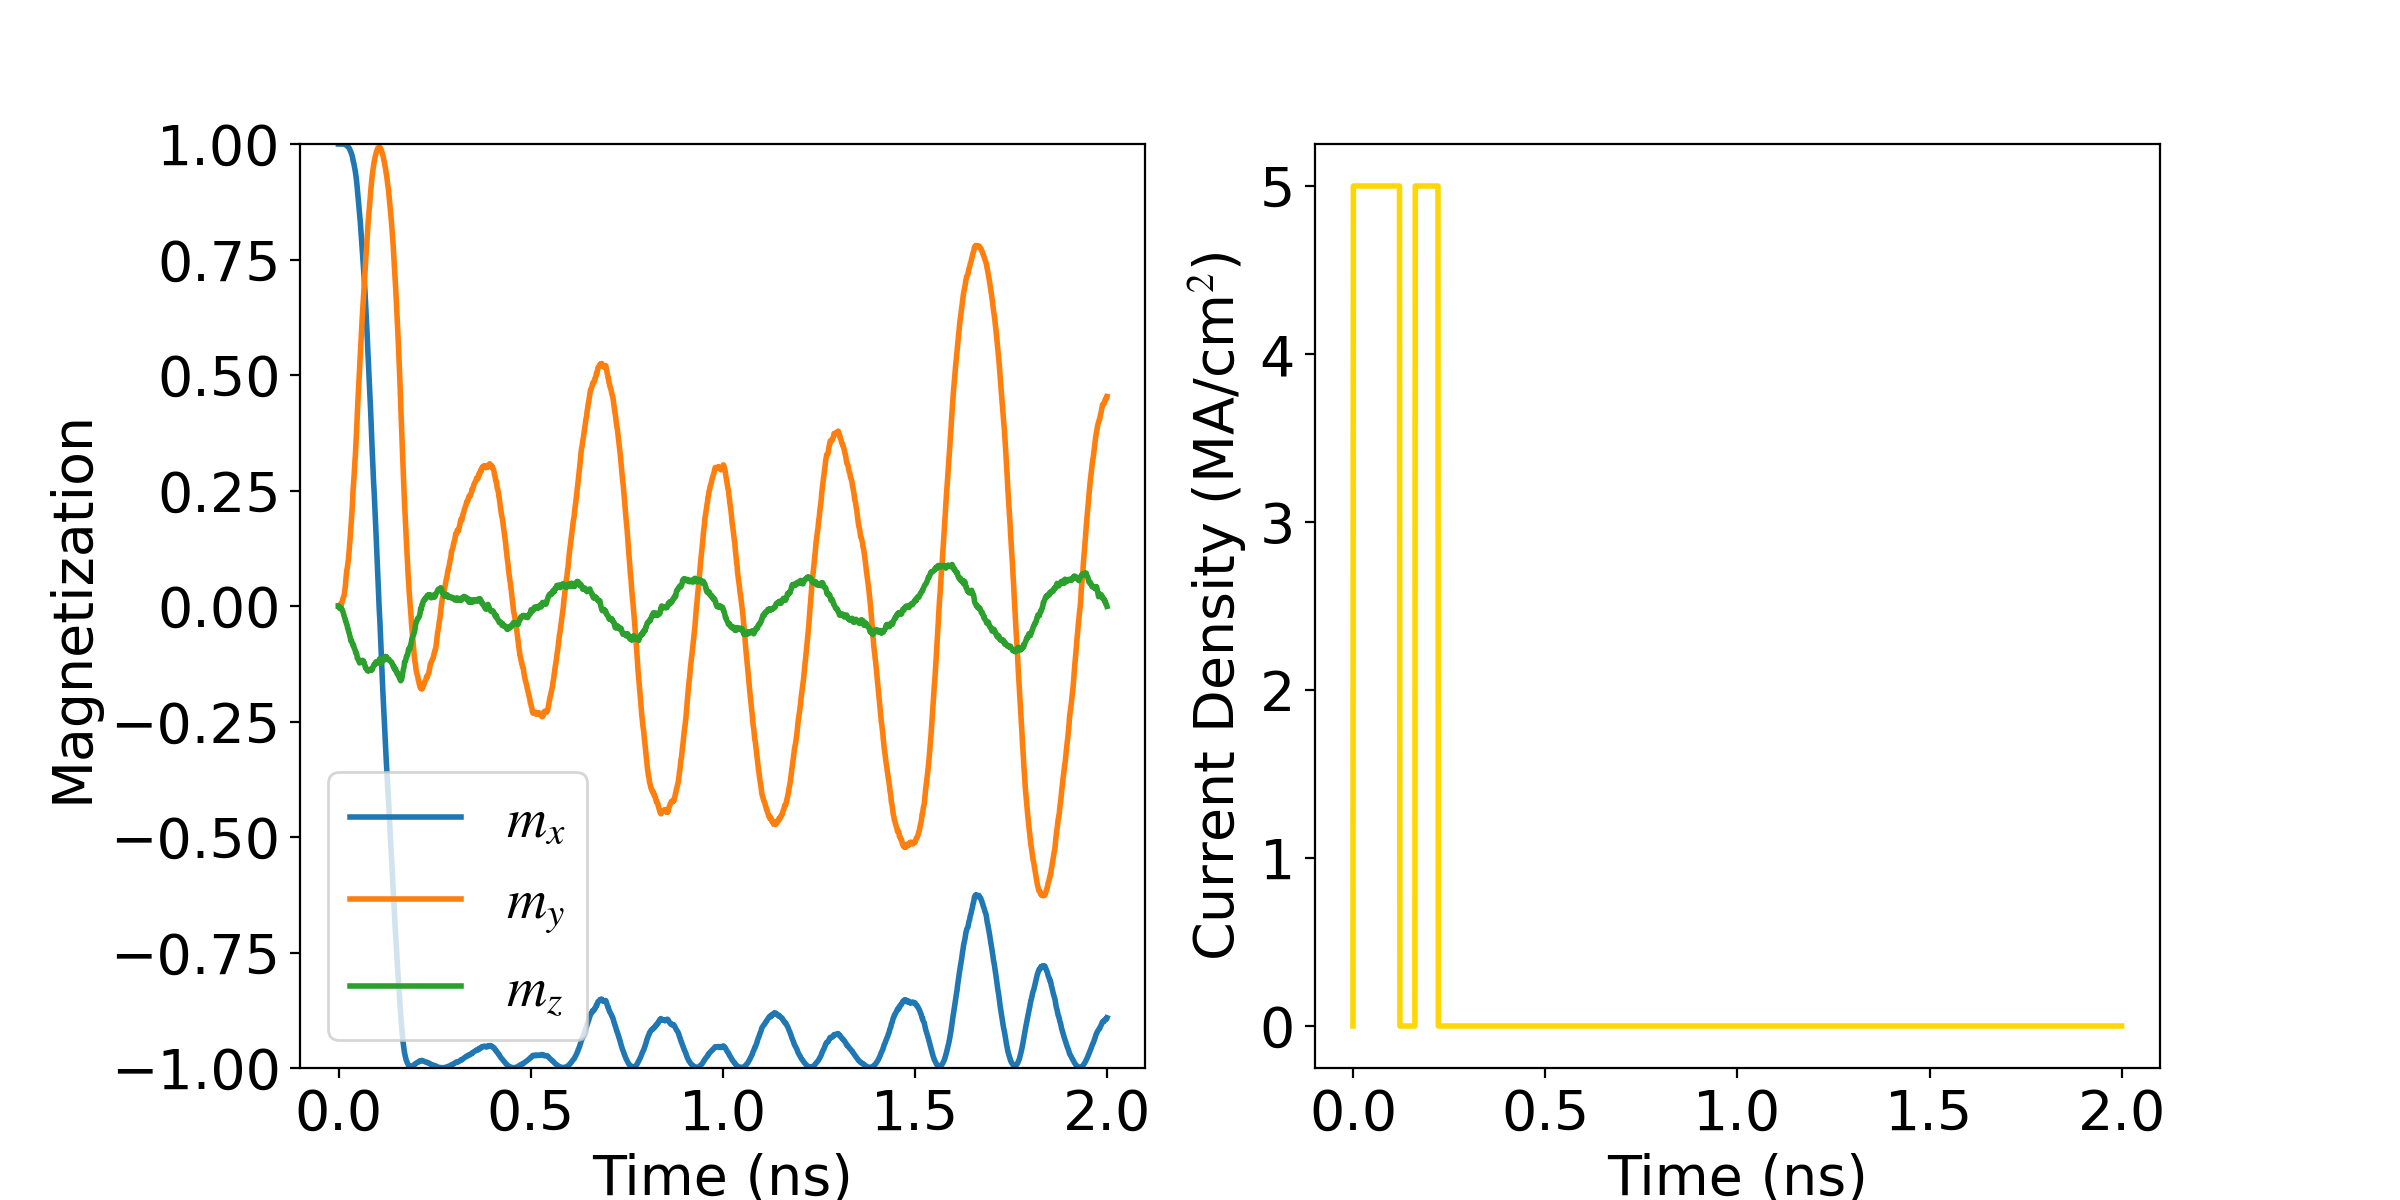 1.00
0.75
0.50
0.25
0.00
−0.25
−0.50
−0.75
−1.00
Magnetization
m_x
m_y
m_z
0.0 0.5 1.0 1.5 2.0
Time (ns)
5
4
3
2
1
0
Current Density (MA/cm²)
0.0 0.5 1.0 1.5 2.0
Time (ns)